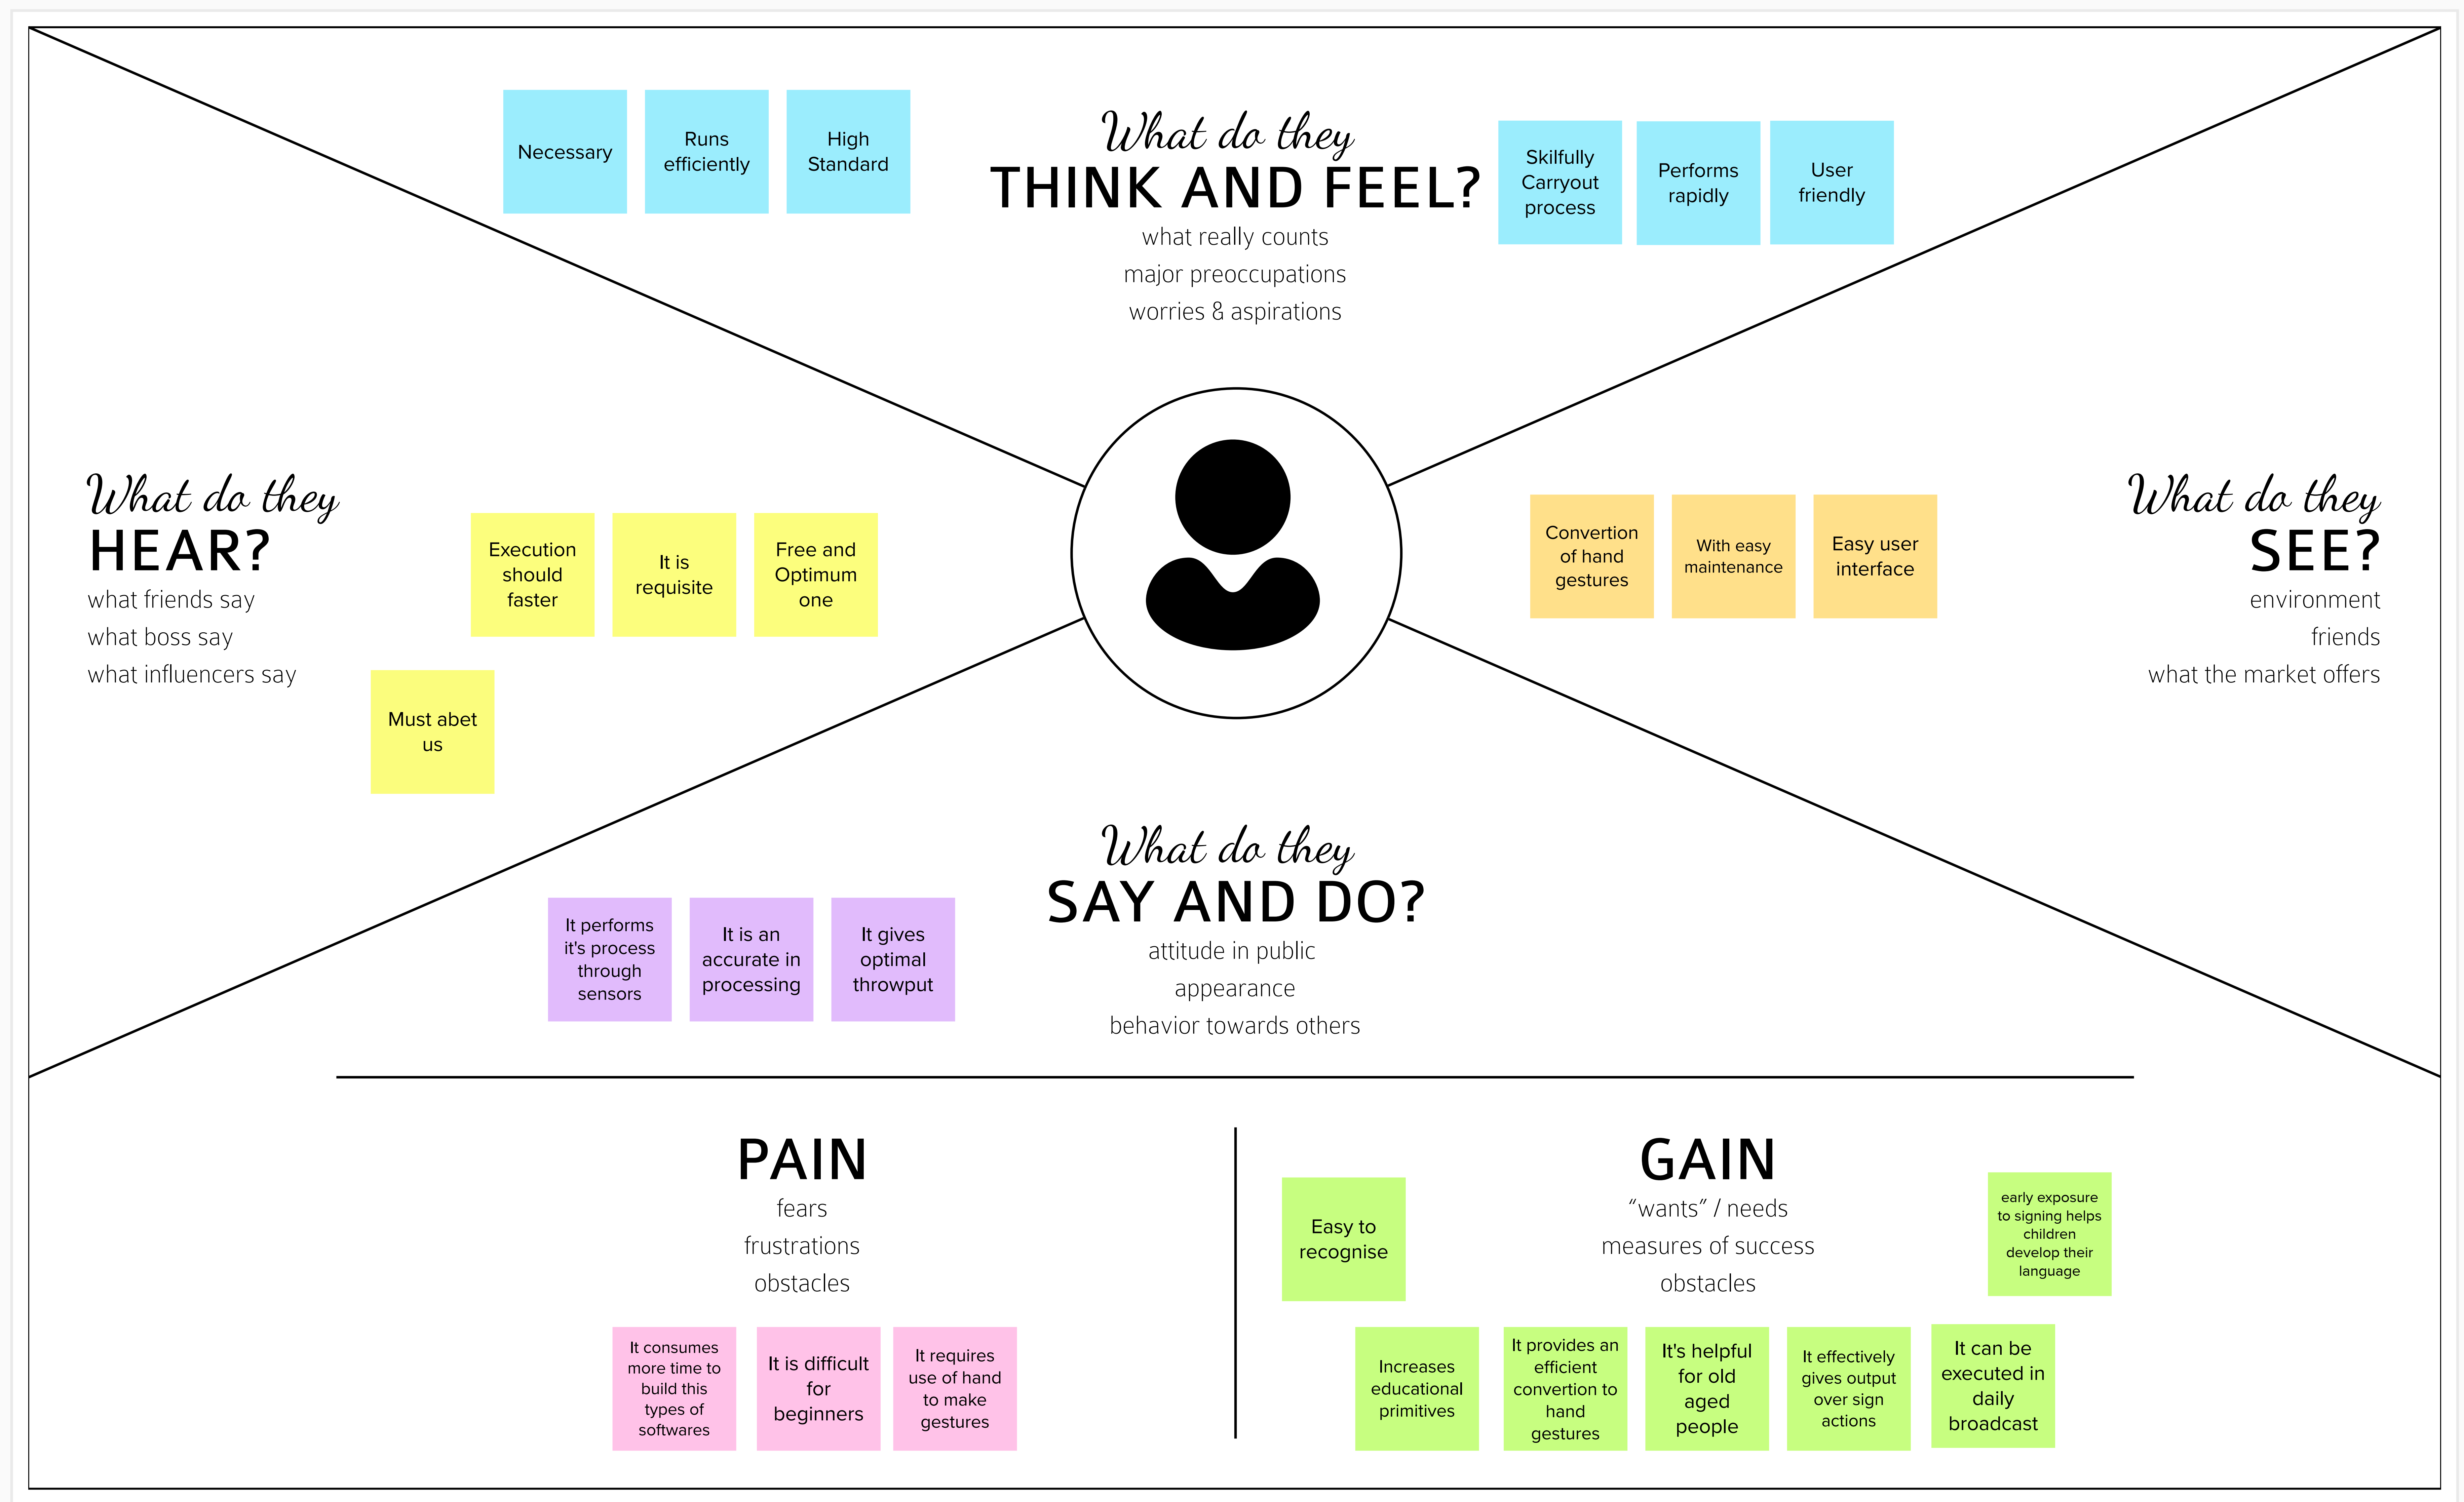 Necessary
Runs
efficiently
High
Standard
What do they
THINK AND FEEL?
what really counts
major preoccupations
worries & aspirations
Skilfully
Carryout
process
Performs
rapidly
User
friendly
What do they
HEAR?
what friends say
what boss say
what influencers say
Execution
should
faster
It is
requisite
Free and
Optimum
one
Must abet
us
Convertion
of hand
gestures
With easy
maintenance
Easy user
interface
What do they
SEE?
environment
friends
what the market offers
It performs
it's process
through
sensors
It is an
accurate in
processing
It gives
optimal
throwput
What do they
SAY AND DO?
attitude in public
appearance
behavior towards others
PAIN
fears
frustrations
obstacles
It consumes
more time to
build this
types of
softwares
It is difficult
for
beginners
It requires
use of hand
to make
gestures
GAIN
“wants” / needs
measures of success
obstacles
Easy to
recognise
early exposure
to signing helps
children
develop their
language
Increases
educational
primitives
It provides an
efficient
convertion to
hand
gestures
It's helpful
for old
aged
people
It effectively
gives output
over sign
actions
It can be
executed in
daily
broadcast